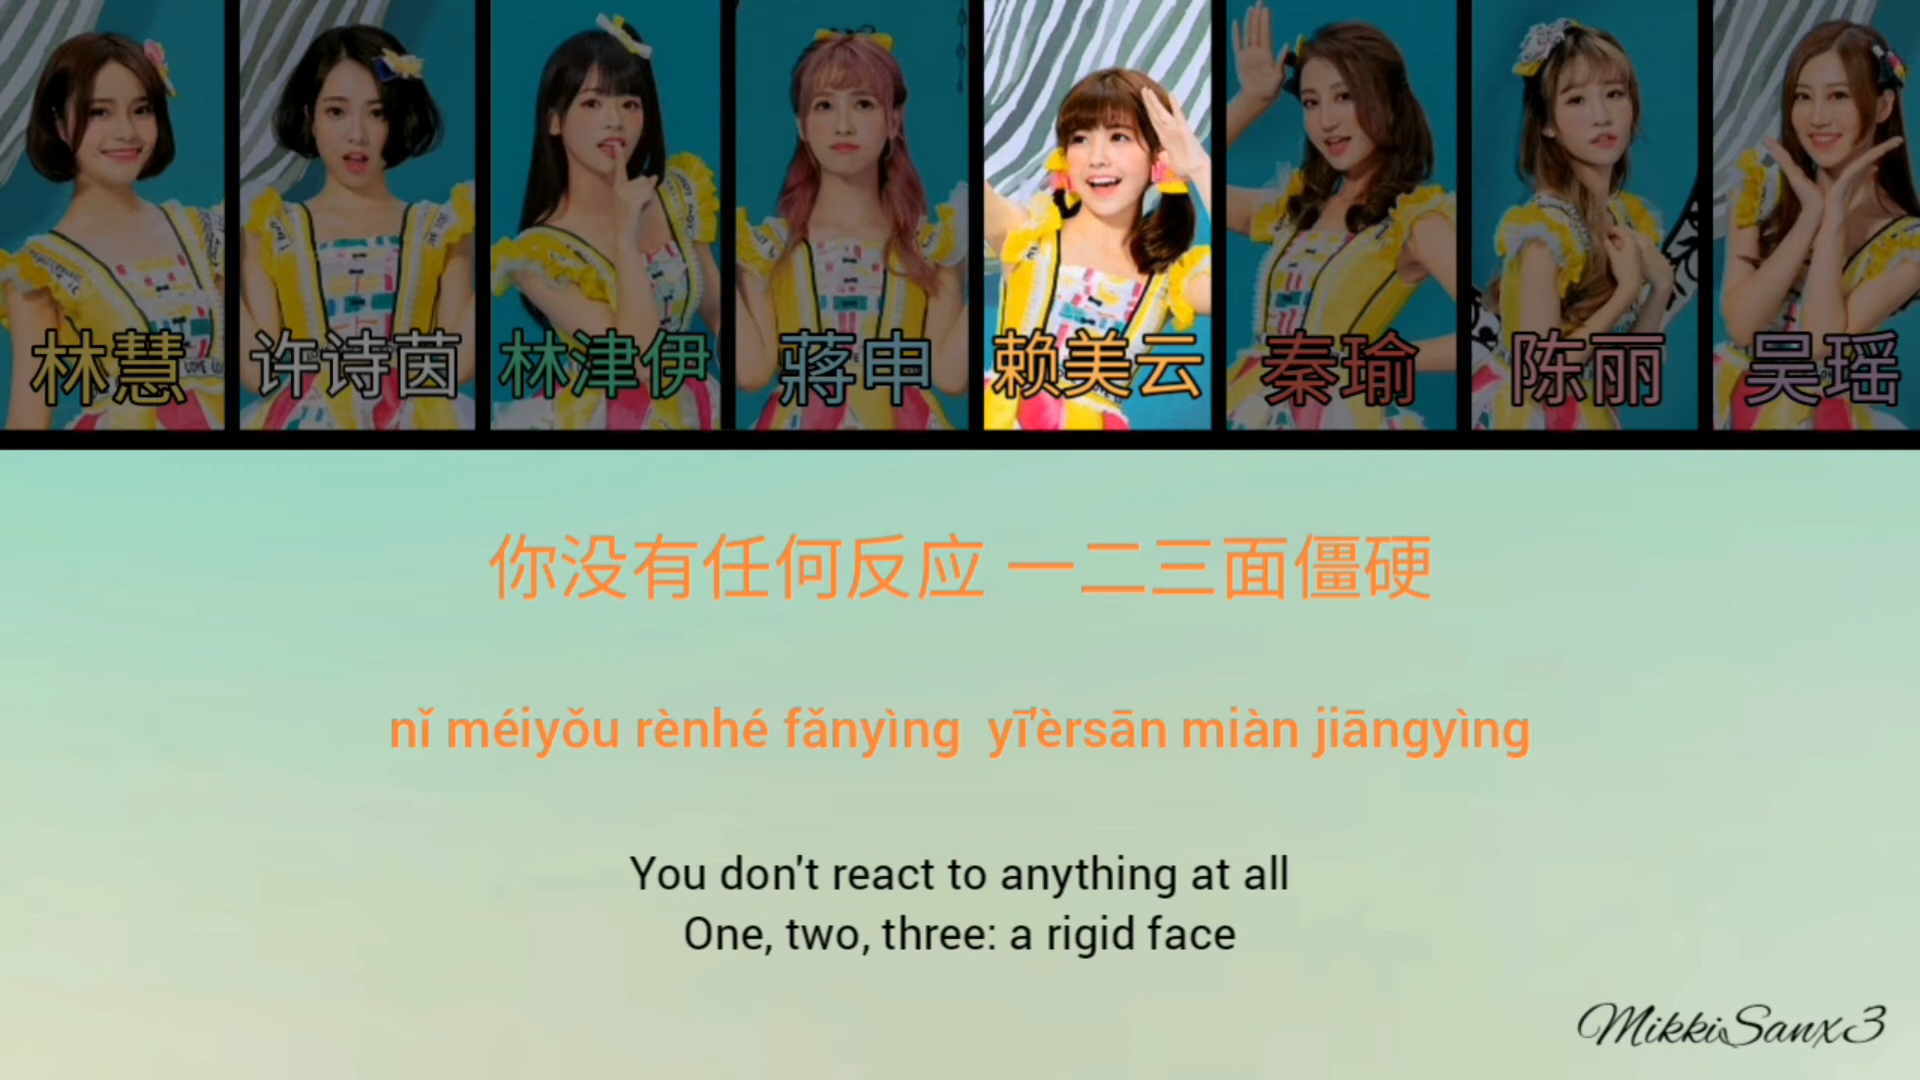 林慧
许诗茵
林津伊
蔣申
赖美云
秦瑜
陈丽
吴瑶
你没有任何反应 一二三面僵硬
nǐ méiyǒu rènhé fǎnyìng yī'èrsān miàn jiāngyìng
You don't react to anything at all
One, two, three: a rigid face
MikkiSanx3